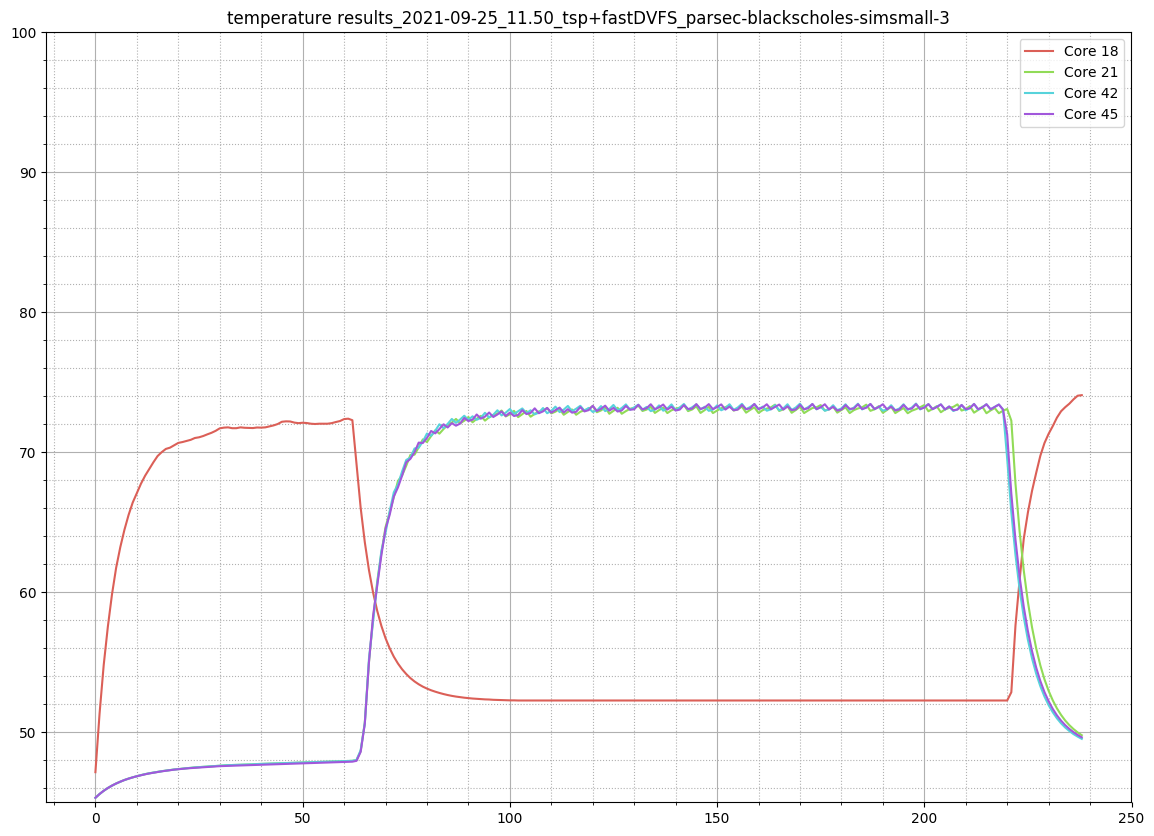 temperature results_2021-09-25_11.50_tsp+fastDVFS_parsec-blackscholes-simsmall-3
100
90
80
70
60
50
0
50
100
150
200
250
Core 18
Core 21
Core 42
Core 45